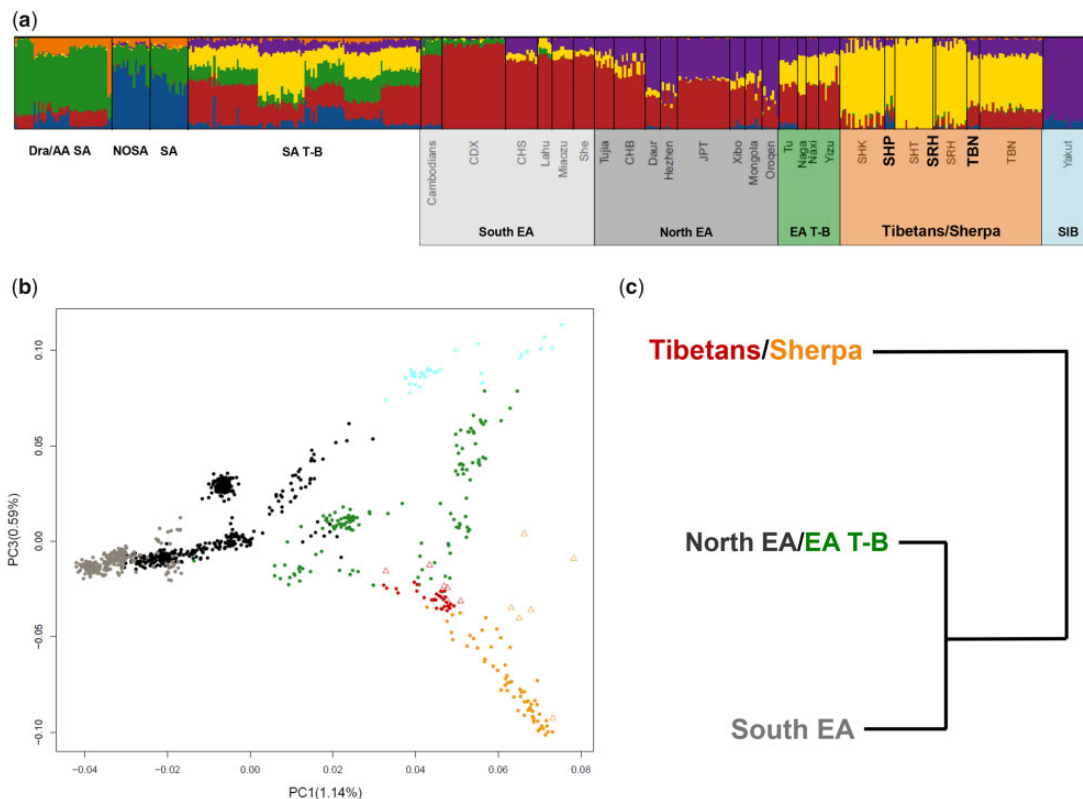 (a)
Dra/AA SA NOSA SA SA T-B
Cambodians CDX CHS Lahu Miaozu She Tujia CHB Daur Hezhen JPT Xibo Mongola Oroqen Tu Naga Naxi Yizu SHK SHP SHT SRH SRH TBN TBN Yakut
South EA North EA EA T-B Tibetans/Sherpa SIB
(b)
(c)
PC3(0.59%)
0.10
0.05
0.00
−0.05
−0.10
−0.04 −0.02 0.00 0.02 0.04 0.06 0.08
PC1(1.14%)
Tibetans/Sherpa
North EA/EA T-B
South EA